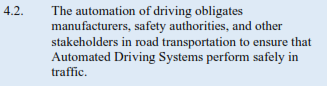 4.2. The automation of driving obligates
manufacturers, safety authorities, and other
stakeholders in road transportation to ensure that
Automated Driving Systems perform safely in
traffic.